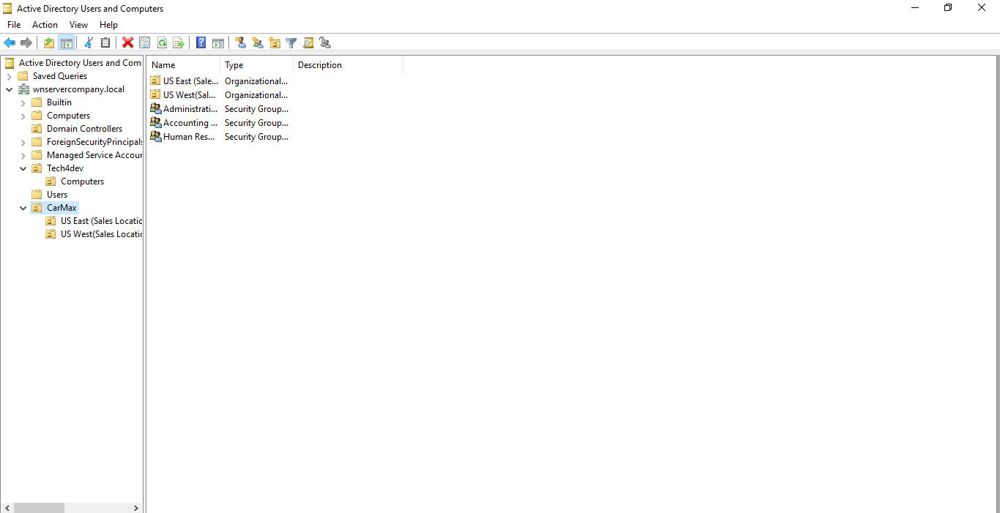 Active Directory Users and Computers
File Action View Help
Active Directory Users and Com
Saved Queries
wnservercompany.local
Builtin
Computers
Domain Controllers
ForeignSecurityPrincipals
Managed Service Accour
Tech4dev
Computers
Users
CarMax
US East (Sales Locatic
US West(Sales Locatic
Name Type Description
US East (Sale... Organizational...
US West(Sal... Organizational...
Administrati... Security Group...
Accounting ... Security Group...
Human Res... Security Group...